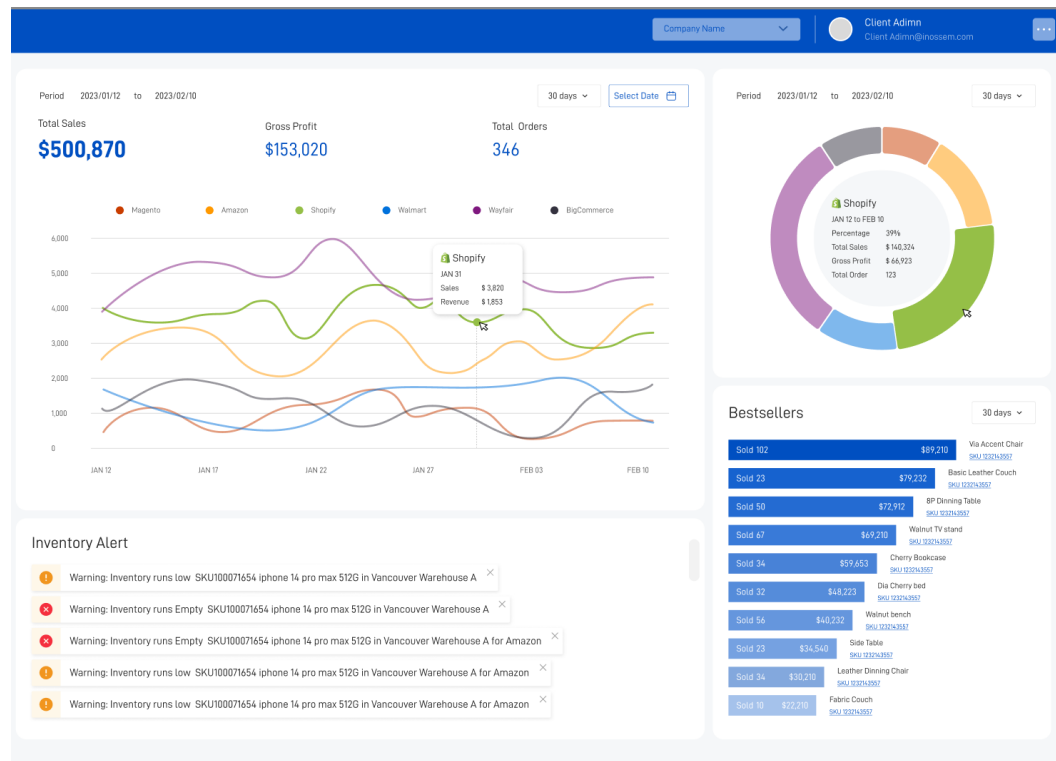 Company Name
Client Adimn
Client Adimn@inossem.com
Period 2023/01/12 to 2023/02/10
30 days
Select Date
Total Sales
$500,870
Gross Profit
$153,020
Total Orders
346
Magento
Amazon
Shopify
Walmart
Wayfair
BigCommerce
6,000
5,000
4,000
3,000
2,000
1,000
0
JAN 12
JAN 17
JAN 22
JAN 27
FEB 03
FEB 10
Shopify
JAN 31
Sales $ 3,820
Revenue $ 1,853
Period 2023/01/12 to 2023/02/10
30 days
Shopify
JAN 12 to FEB 10
Percentage 39%
Total Sales $ 140,324
Gross Profit $ 66,923
Total Order 123
Inventory Alert
Warning: Inventory runs low SKU100071654 iphone 14 pro max 512G in Vancouver Warehouse A
Warning: Inventory runs Empty SKU100071654 iphone 14 pro max 512G in Vancouver Warehouse A
Warning: Inventory runs Empty SKU100071654 iphone 14 pro max 512G in Vancouver Warehouse A for Amazon
Warning: Inventory runs low SKU100071654 iphone 14 pro max 512G in Vancouver Warehouse A for Amazon
Warning: Inventory runs low SKU100071654 iphone 14 pro max 512G in Vancouver Warehouse A for Amazon
Bestsellers
30 days
Sold 102 $89,210 Via Accent Chair
SKU 1232143557
Sold 23 $79,232 Basic Leather Couch
SKU 1232143557
Sold 50 $72,912 8P Dinning Table
SKU 1232143557
Sold 67 $69,210 Walnut TV stand
SKU 1232143557
Sold 34 $59,653 Cherry Bookcase
SKU 1232143557
Sold 32 $48,223 Dia Cherry bed
SKU 1232143557
Sold 56 $40,232 Walnut bench
SKU 1232143557
Sold 23 $34,540 Side Table
SKU 1232143557
Sold 34 $30,210 Leather Dinning Chair
SKU 1232143557
Sold 10 $22,210 Fabric Couch
SKU 1232143557